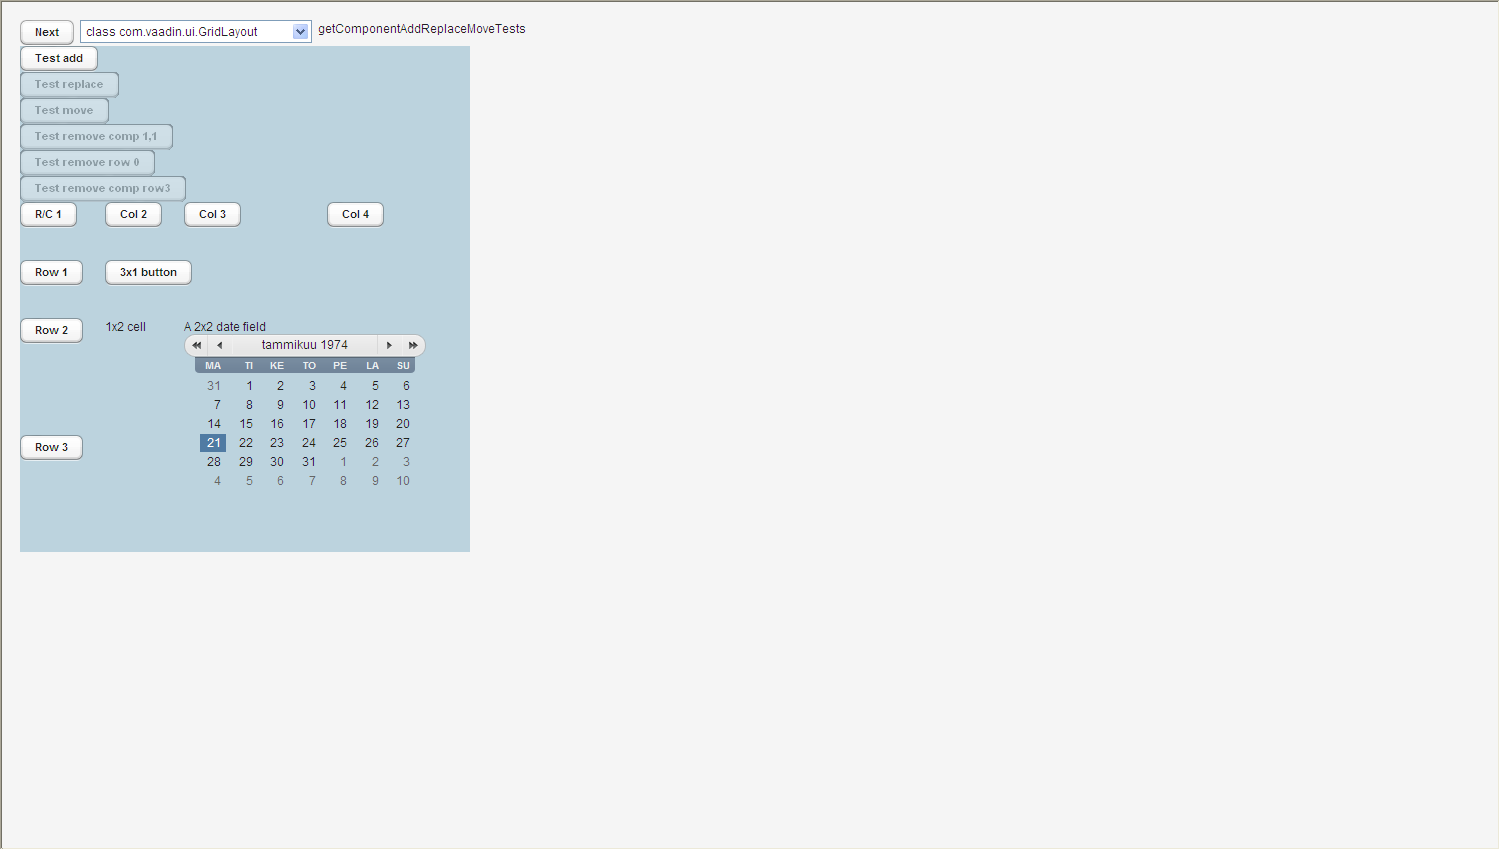 Next class com.vaadin.ui.GridLayout getComponentAddReplaceMoveTests
Test add
Test replace
Test move
Test remove comp 1,1
Test remove row 0
Test remove comp row3
R/C 1 Col 2 Col 3 Col 4
Row 1 3x1 button
Row 2 1x2 cell A 2x2 date field
tammikuu 1974
MA TI KE TO PE LA SU
31 1 2 3 4 5 6
7 8 9 10 11 12 13
14 15 16 17 18 19 20
21 22 23 24 25 26 27
Row 3
28 29 30 31 1 2 3
4 5 6 7 8 9 10